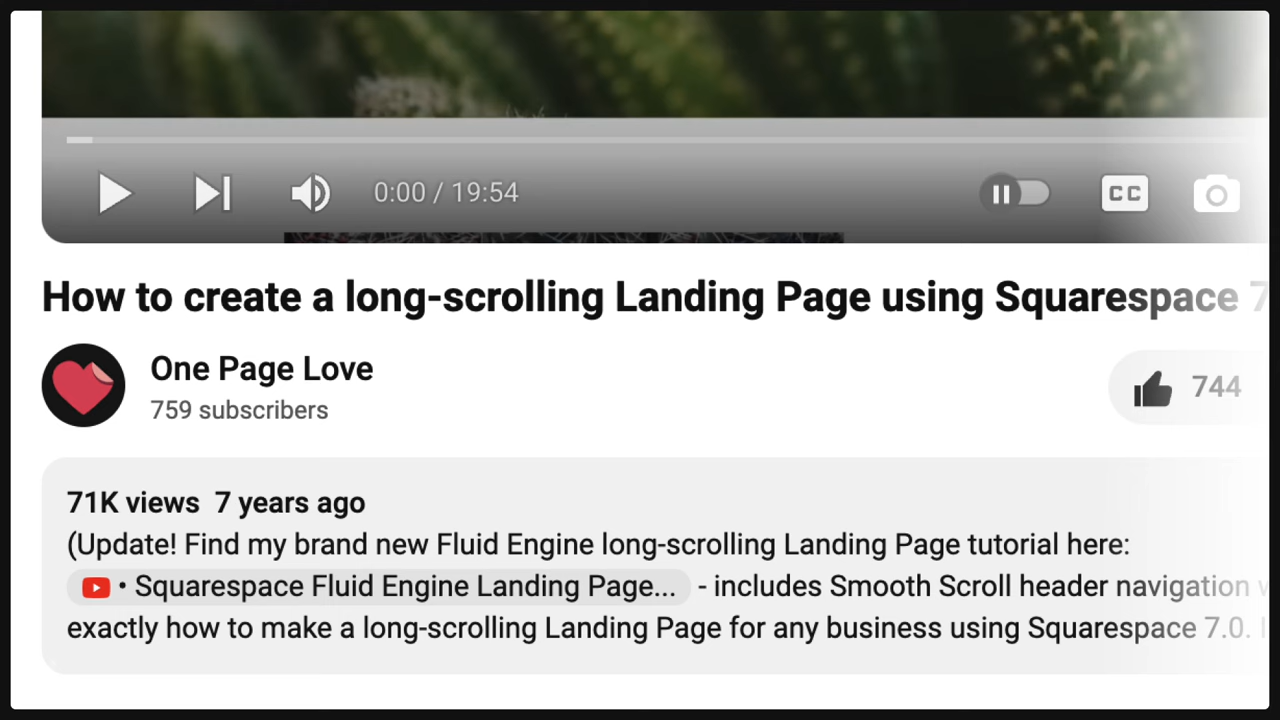 0:00 / 19:54
CC
How to create a long-scrolling Landing Page using Squarespace 7
One Page Love
759 subscribers
744
71K views 7 years ago
(Update! Find my brand new Fluid Engine long-scrolling Landing Page tutorial here:
• Squarespace Fluid Engine Landing Page... - includes Smooth Scroll header navigation
exactly how to make a long-scrolling Landing Page for any business using Squarespace 7.0.